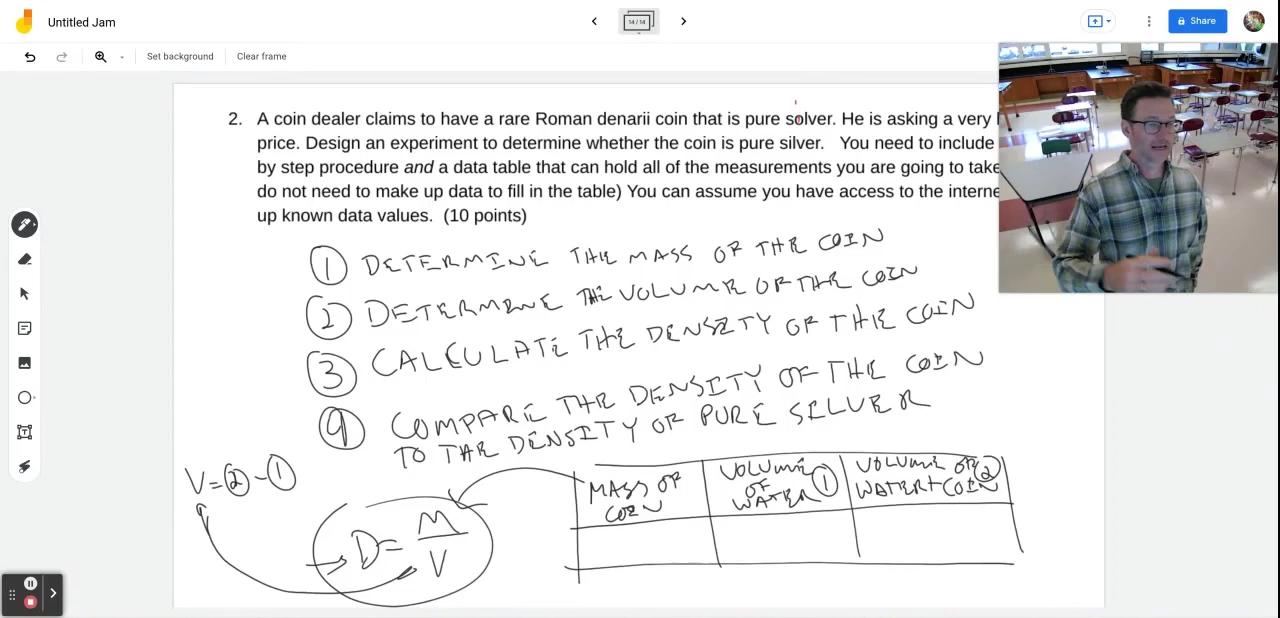 Untitled Jam
14 / 14
Share
Set background
Clear frame
2. A coin dealer claims to have a rare Roman denarii coin that is pure solver. He is asking a very
price. Design an experiment to determine whether the coin is pure silver. You need to include
by step procedure and a data table that can hold all of the measurements you are going to take
do not need to make up data to fill in the table) You can assume you have access to the interne
up known data values. (10 points)
1 DETERMINE THE MASS OF THE COIN
2 DETERMINE THE VOLUME OF THE COIN
3 CALCULATE THE DENSITY OF THE COIN
4 COMPARE THE DENSITY OF THE COIN
TO THE DENSITY OF PURE SILVER
V = 2 - 1
D = M
V
MASS OF
COIN
VOLUME
OF
WATER 1
VOLUME OF 2
WATER + COIN